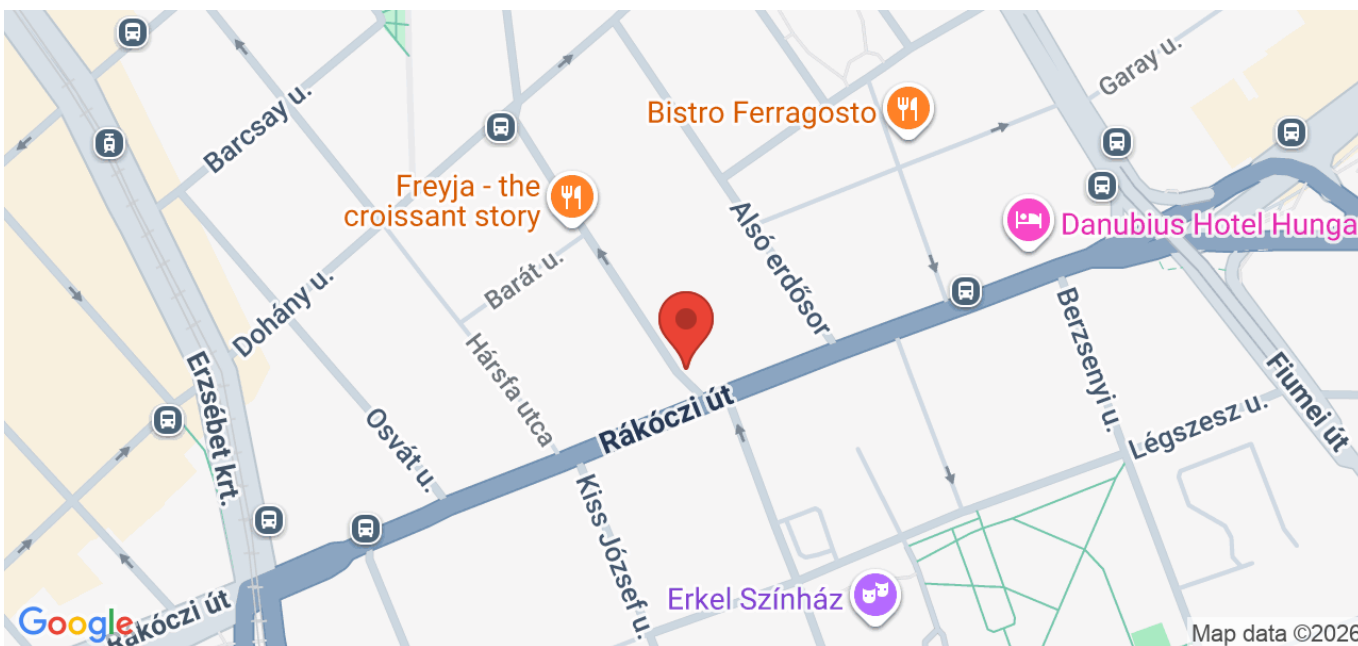 Barcsay u.
Garay u.
Bistro Ferragosto
Freyja - the
croissant story
Alsó erdősor
Danubius Hotel Hunga
Barát u.
Dohány u.
Berzsenyi u.
Hársfa utca
Erzsébet krt.
Fiumei út
Rákóczi út
Osvát u.
Légszesz u.
Kiss József u.
Erkel Színház
Rákóczi út
Google
Map data ©2026